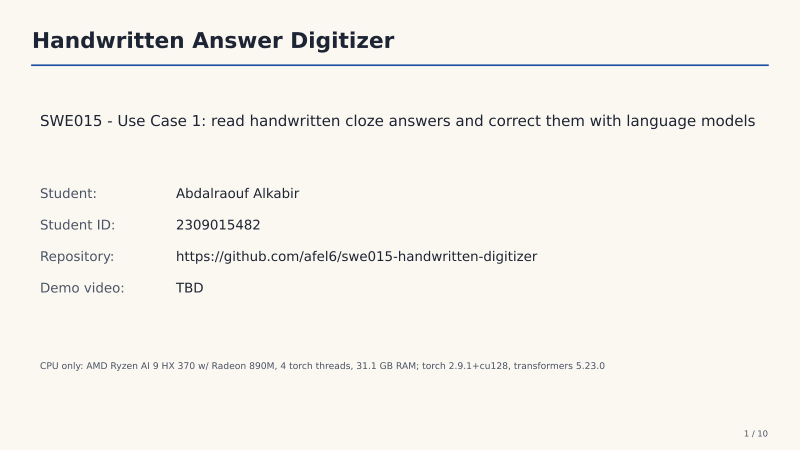 Handwritten Answer Digitizer
SWE015 - Use Case 1: read handwritten cloze answers and correct them with language models
Student: Abdalraouf Alkabir
Student ID: 2309015482
Repository: https://github.com/afel6/swe015-handwritten-digitizer
Demo video: TBD
CPU only: AMD Ryzen AI 9 HX 370 w/ Radeon 890M, 4 torch threads, 31.1 GB RAM; torch 2.9.1+cu128, transformers 5.23.0
1 / 10